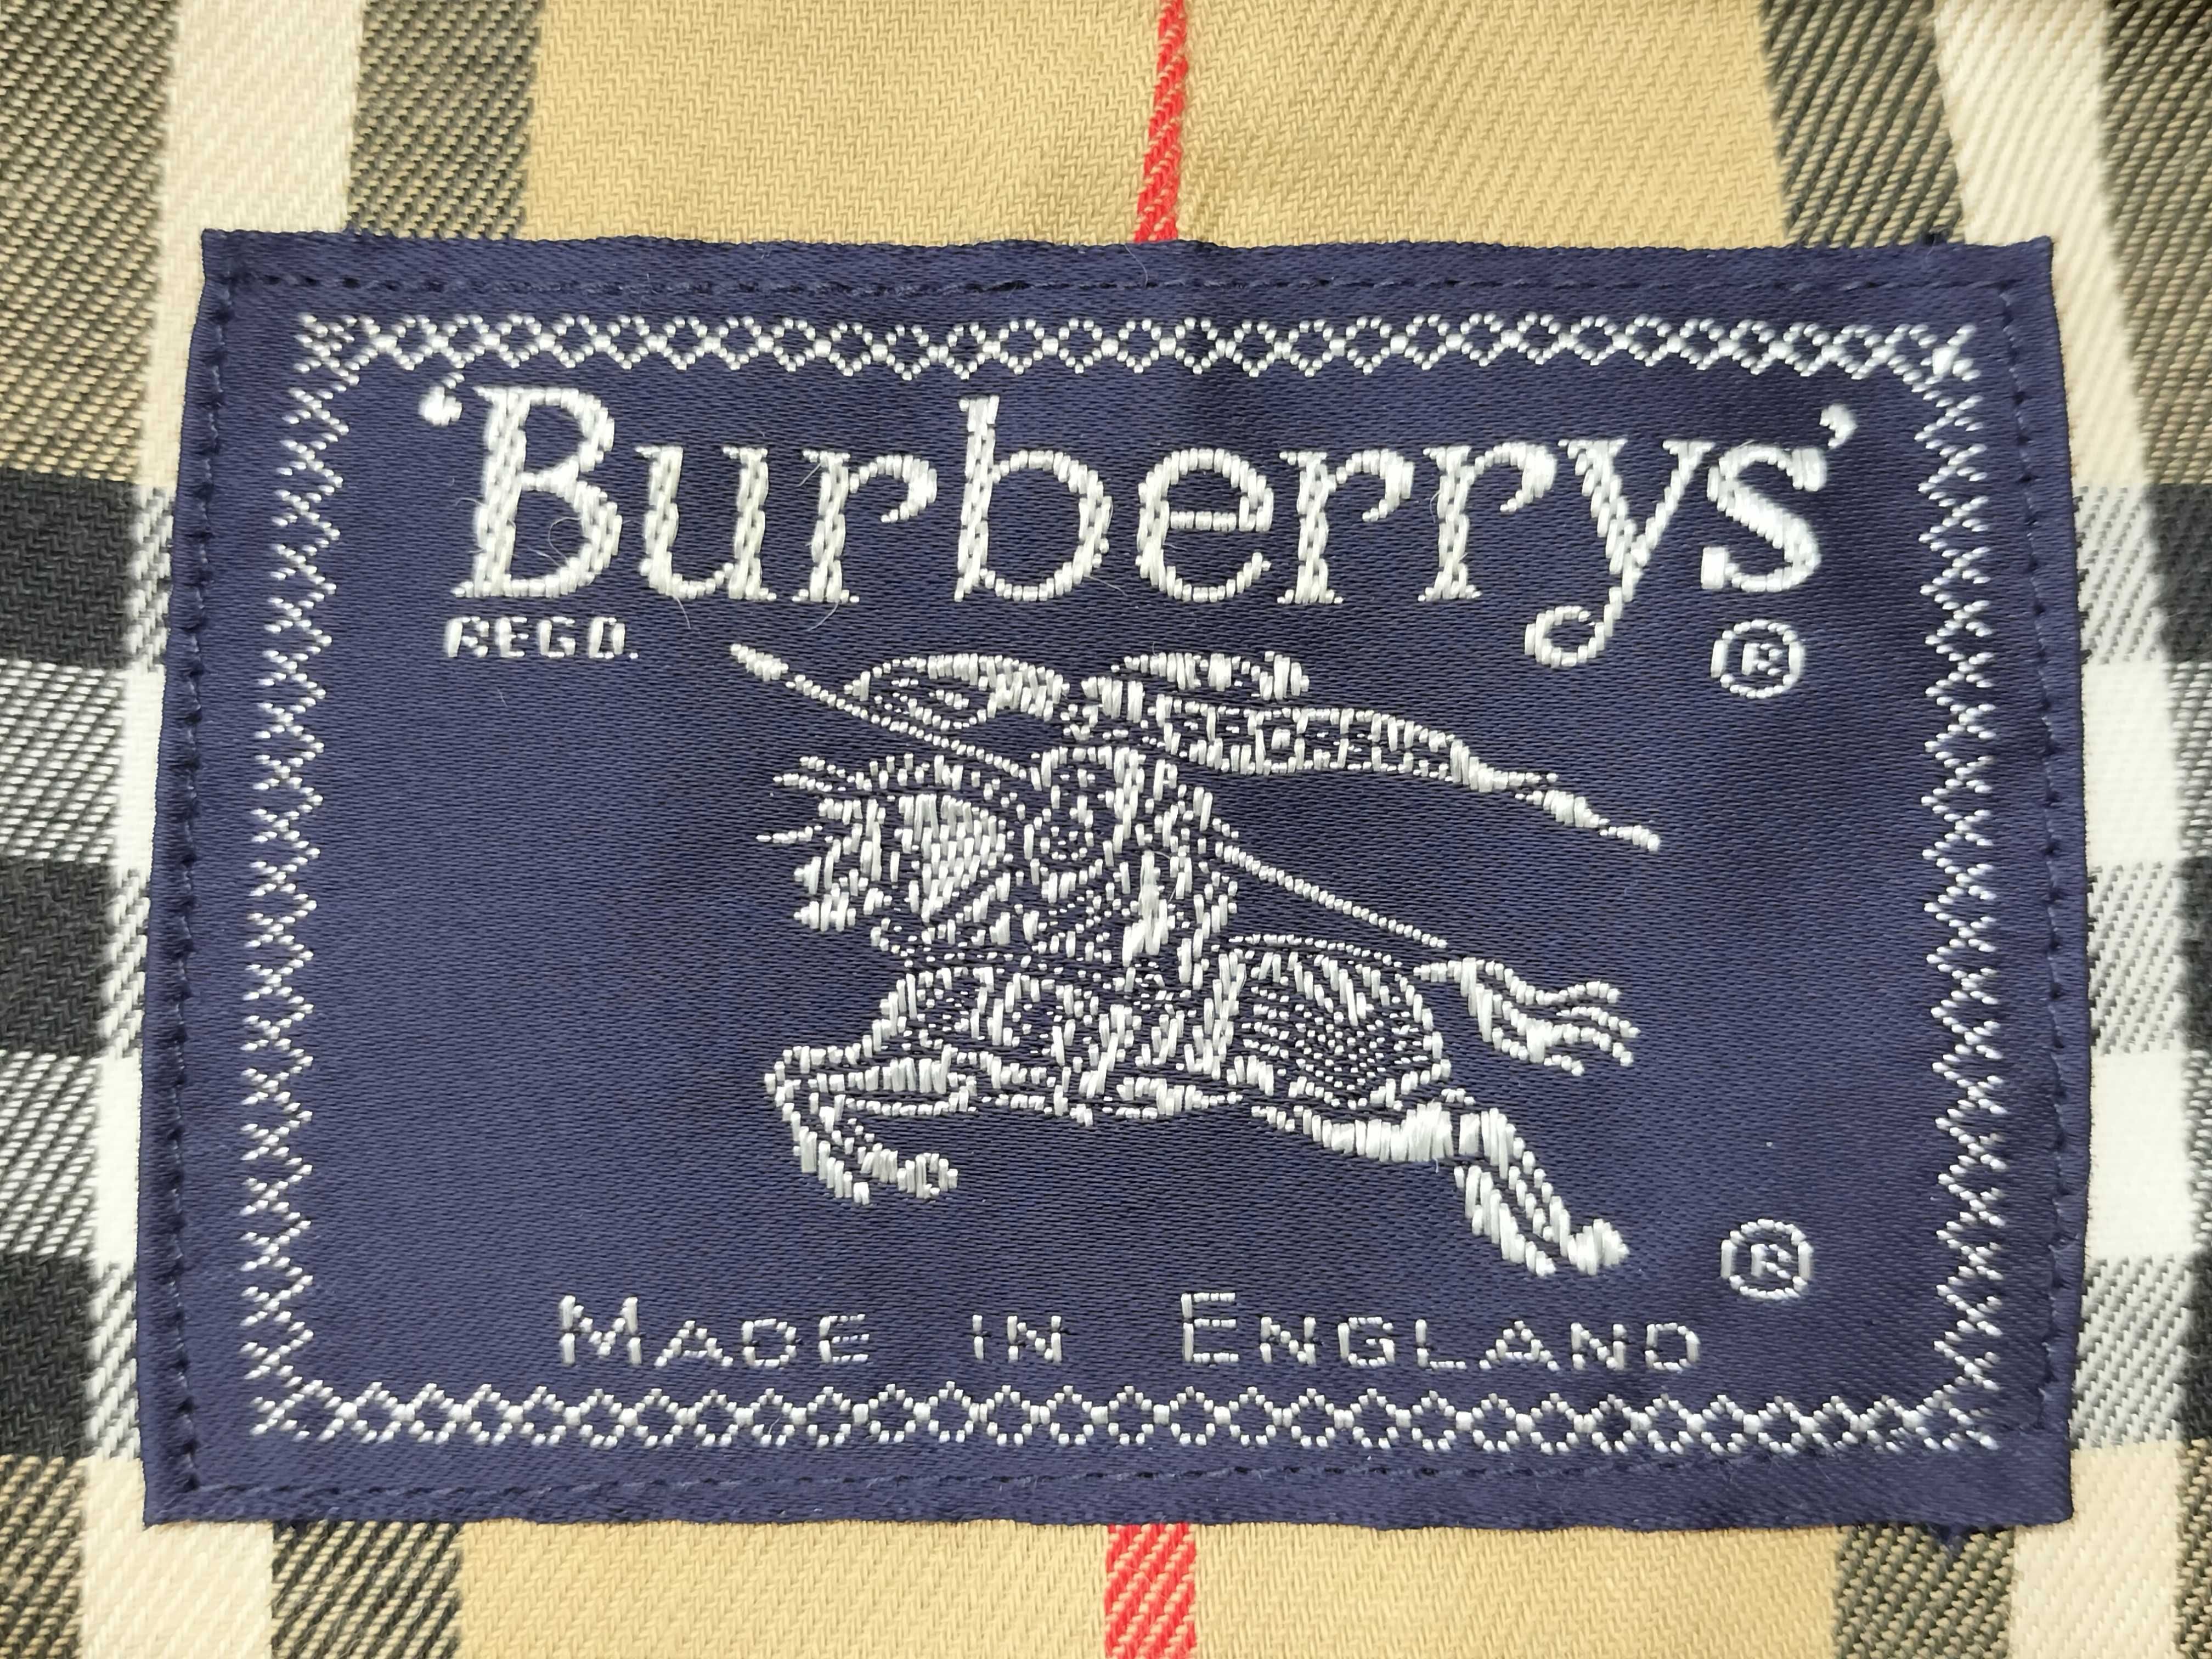 ‘Burberrys’
REGD. ®
®
MADE IN ENGLAND